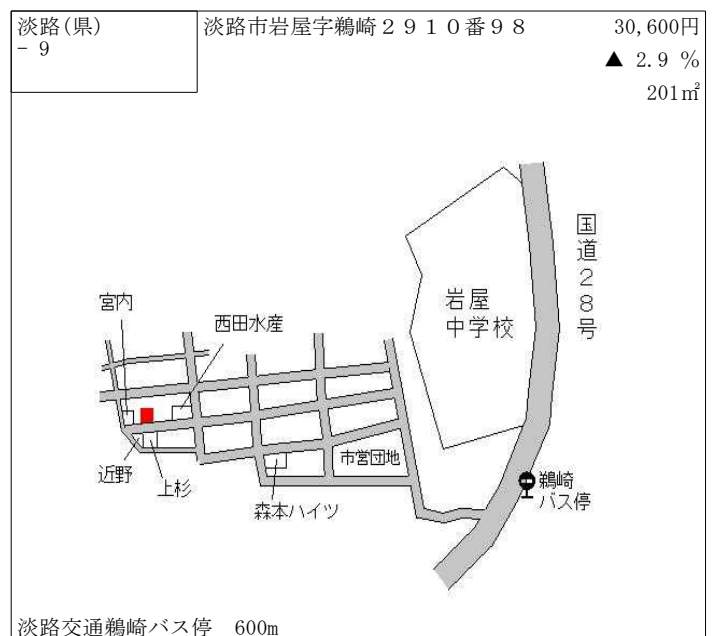 淡路(県)
- 9
淡路市岩屋字鵜崎２９１０番９８
30,600円
▲ 2.9 %
201㎡
国道２８号
岩屋
中学校
宮内
西田水産
近野
上杉
森本ハイツ
市営団地
鵜崎
バス停
淡路交通鵜崎バス停　600m